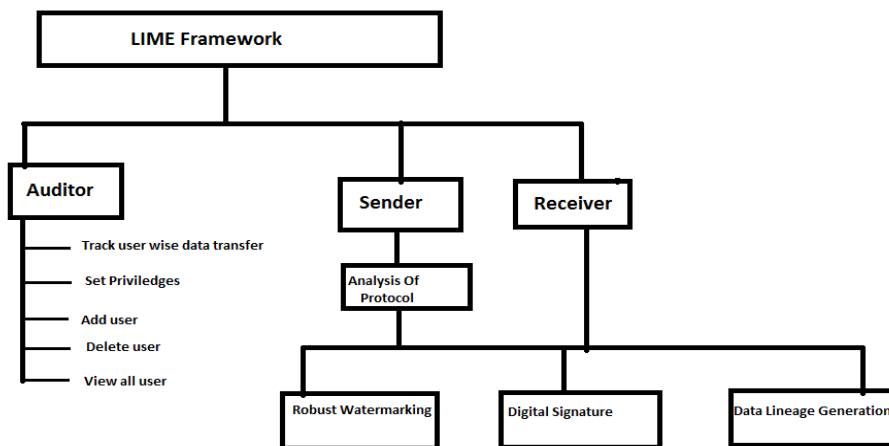 LIME Framework
Auditor
Sender
Receiver
Track user wise data transfer
Set Priviledges
Add user
Delete user
View all user
Analysis Of
Protocol
Robust Watermarking
Digital Signature
Data Lineage Generation